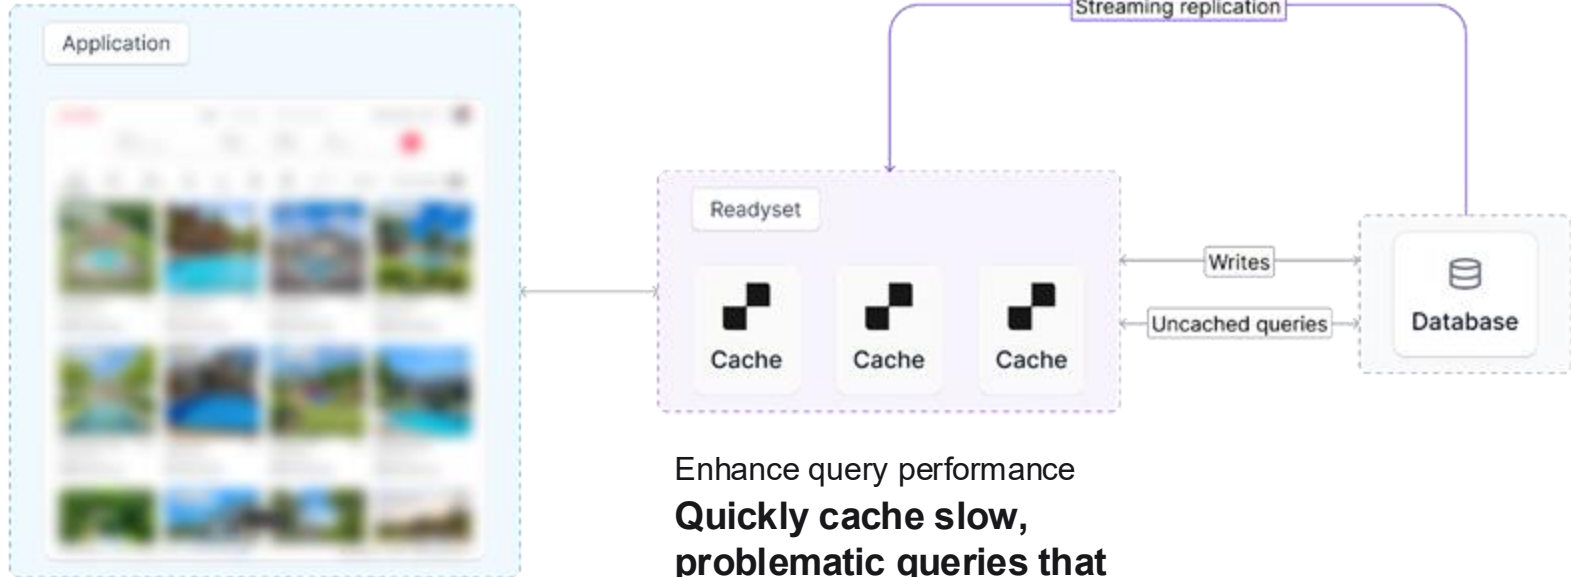 Streaming replication
Application
Readyset
Writes
Uncached queries
Database
Cache
Cache
Cache
Enhance query performance
Quickly cache slow,
problematic queries that